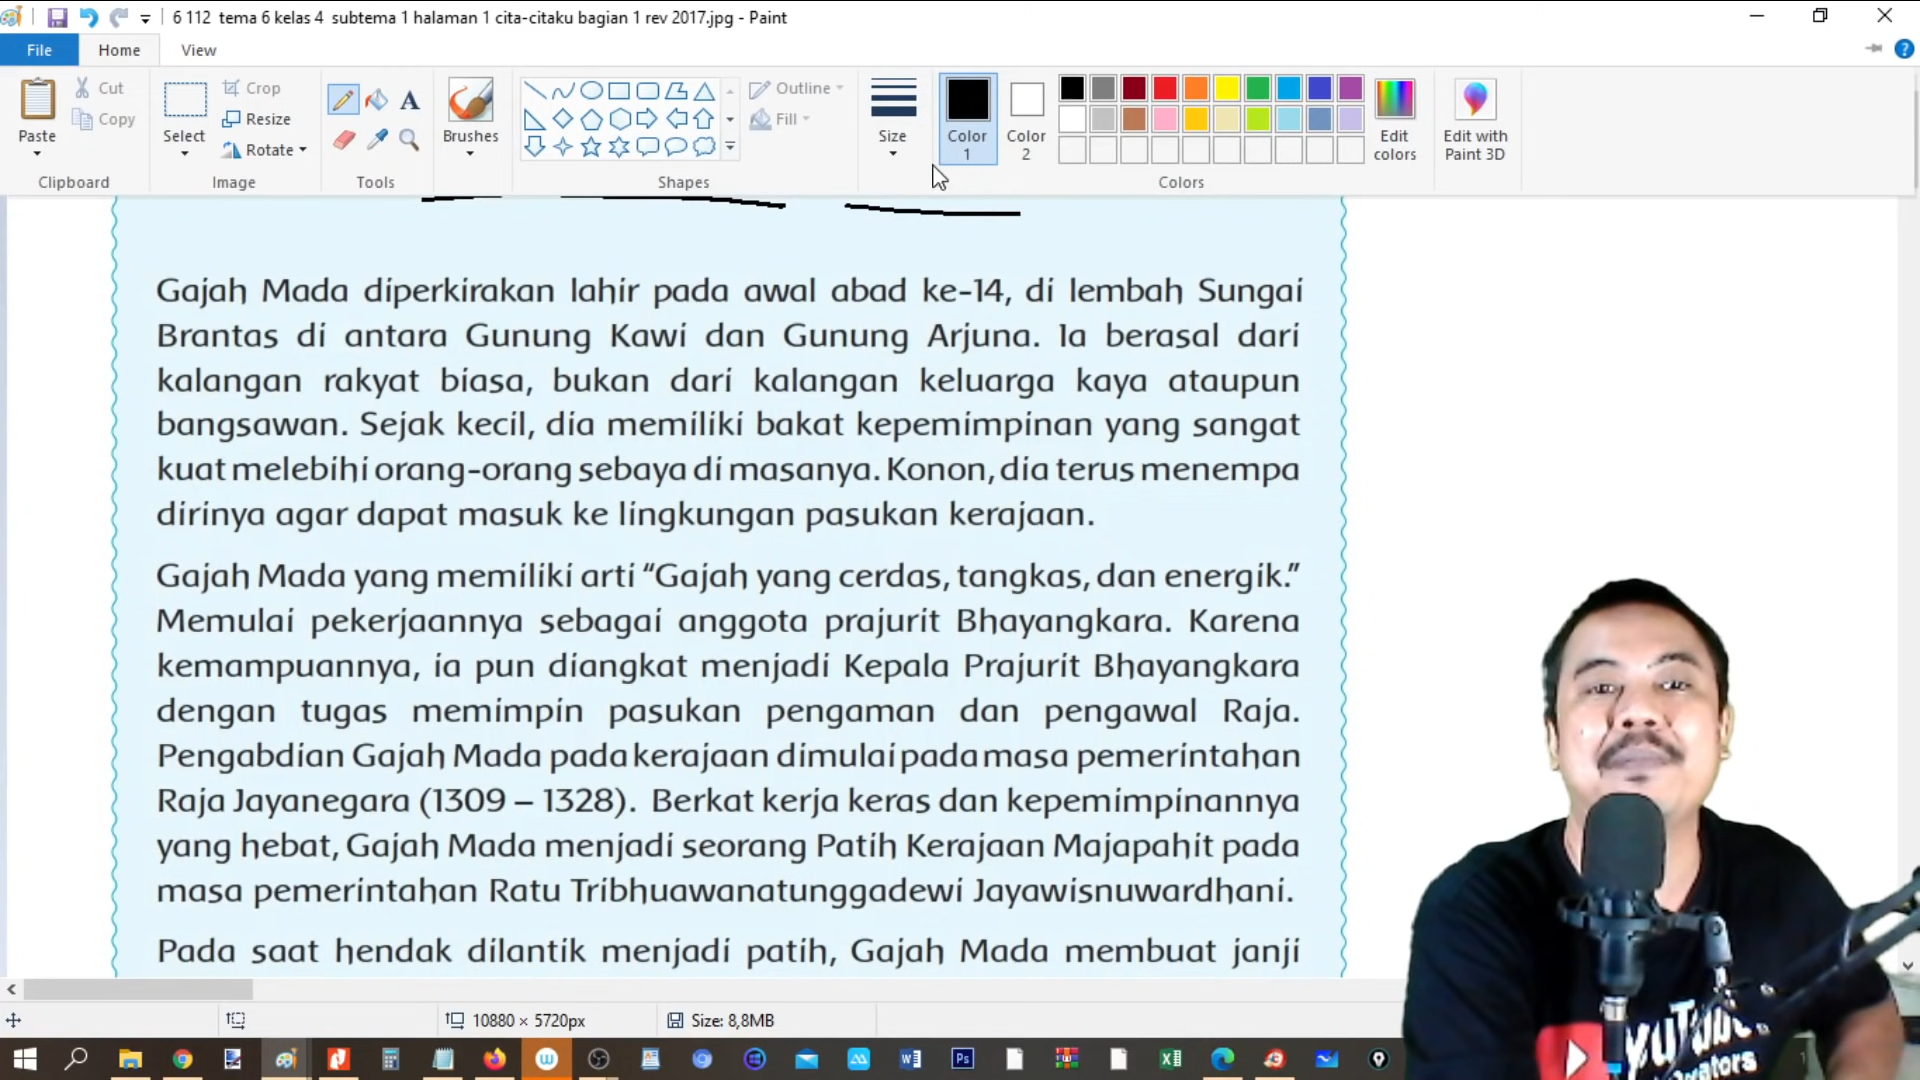 6 112 tema 6 kelas 4 subtema 1 halaman 1 cita-citaku bagian 1 rev 2017.jpg - Paint
File
Home
View
Paste
Cut
Copy
Clipboard
Select
Crop
Resize
Rotate
Image
Tools
Brushes
Shapes
Outline
Fill
Size
Color
1
Color
2
Edit
colors
Colors
Edit with
Paint 3D
Gajah Mada diperkirakan lahir pada awal abad ke-14, di lembah Sungai
Brantas di antara Gunung Kawi dan Gunung Arjuna. Ia berasal dari
kalangan rakyat biasa, bukan dari kalangan keluarga kaya ataupun
bangsawan. Sejak kecil, dia memiliki bakat kepemimpinan yang sangat
kuat melebihi orang-orang sebaya di masanya. Konon, dia terus menempa
dirinya agar dapat masuk ke lingkungan pasukan kerajaan.
Gajah Mada yang memiliki arti “Gajah yang cerdas, tangkas, dan energik.”
Memulai pekerjaannya sebagai anggota prajurit Bhayangkara. Karena
kemampuannya, ia pun diangkat menjadi Kepala Prajurit Bhayangkara
dengan tugas memimpin pasukan pengaman dan pengawal Raja.
Pengabdian Gajah Mada pada kerajaan dimulai pada masa pemerintahan
Raja Jayanegara (1309 – 1328). Berkat kerja keras dan kepemimpinannya
yang hebat, Gajah Mada menjadi seorang Patih Kerajaan Majapahit pada
masa pemerintahan Ratu Tribhuawanatunggadewi Jayawisnuwardhani.
Pada saat hendak dilantik menjadi patih, Gajah Mada membuat janji
10880 × 5720px
Size: 8,8MB
YouTube